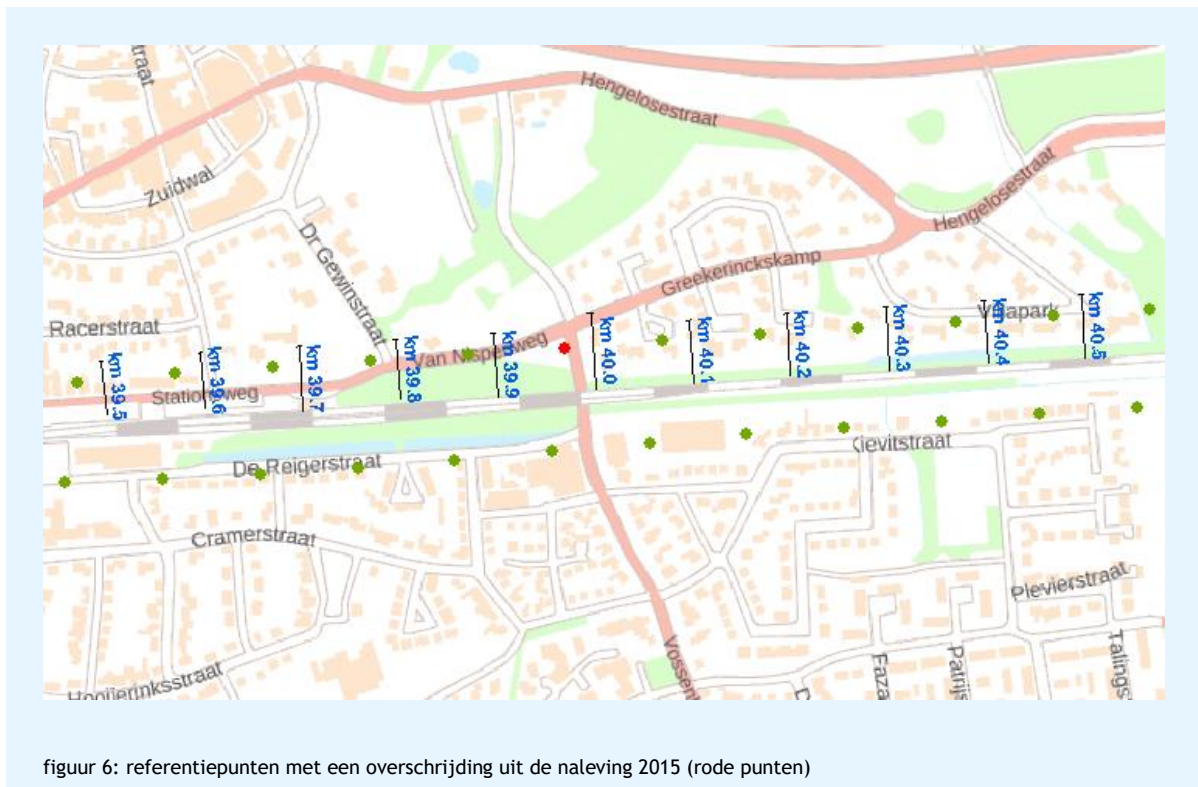 traat
Hengelosestraat
Zuidwal
Hengelosestraat
Dr Gewinstraat
Greekerinckskamp
Racerstraat
Van Nispenweg
Villapark
Stationsweg
km 39.5
km 39.6
km 39.7
km 39.8
km 39.9
km 40.0
km 40.1
km 40.2
km 40.3
km 40.4
km 40.5
De Reigerstraat
Kievitstraat
Cramerstraat
Plevierstraat
Hooijerinksstraat
Vossen
Faza
Patrijs
Talings
figuur 6: referentiepunten met een overschrijding uit de naleving 2015 (rode punten)